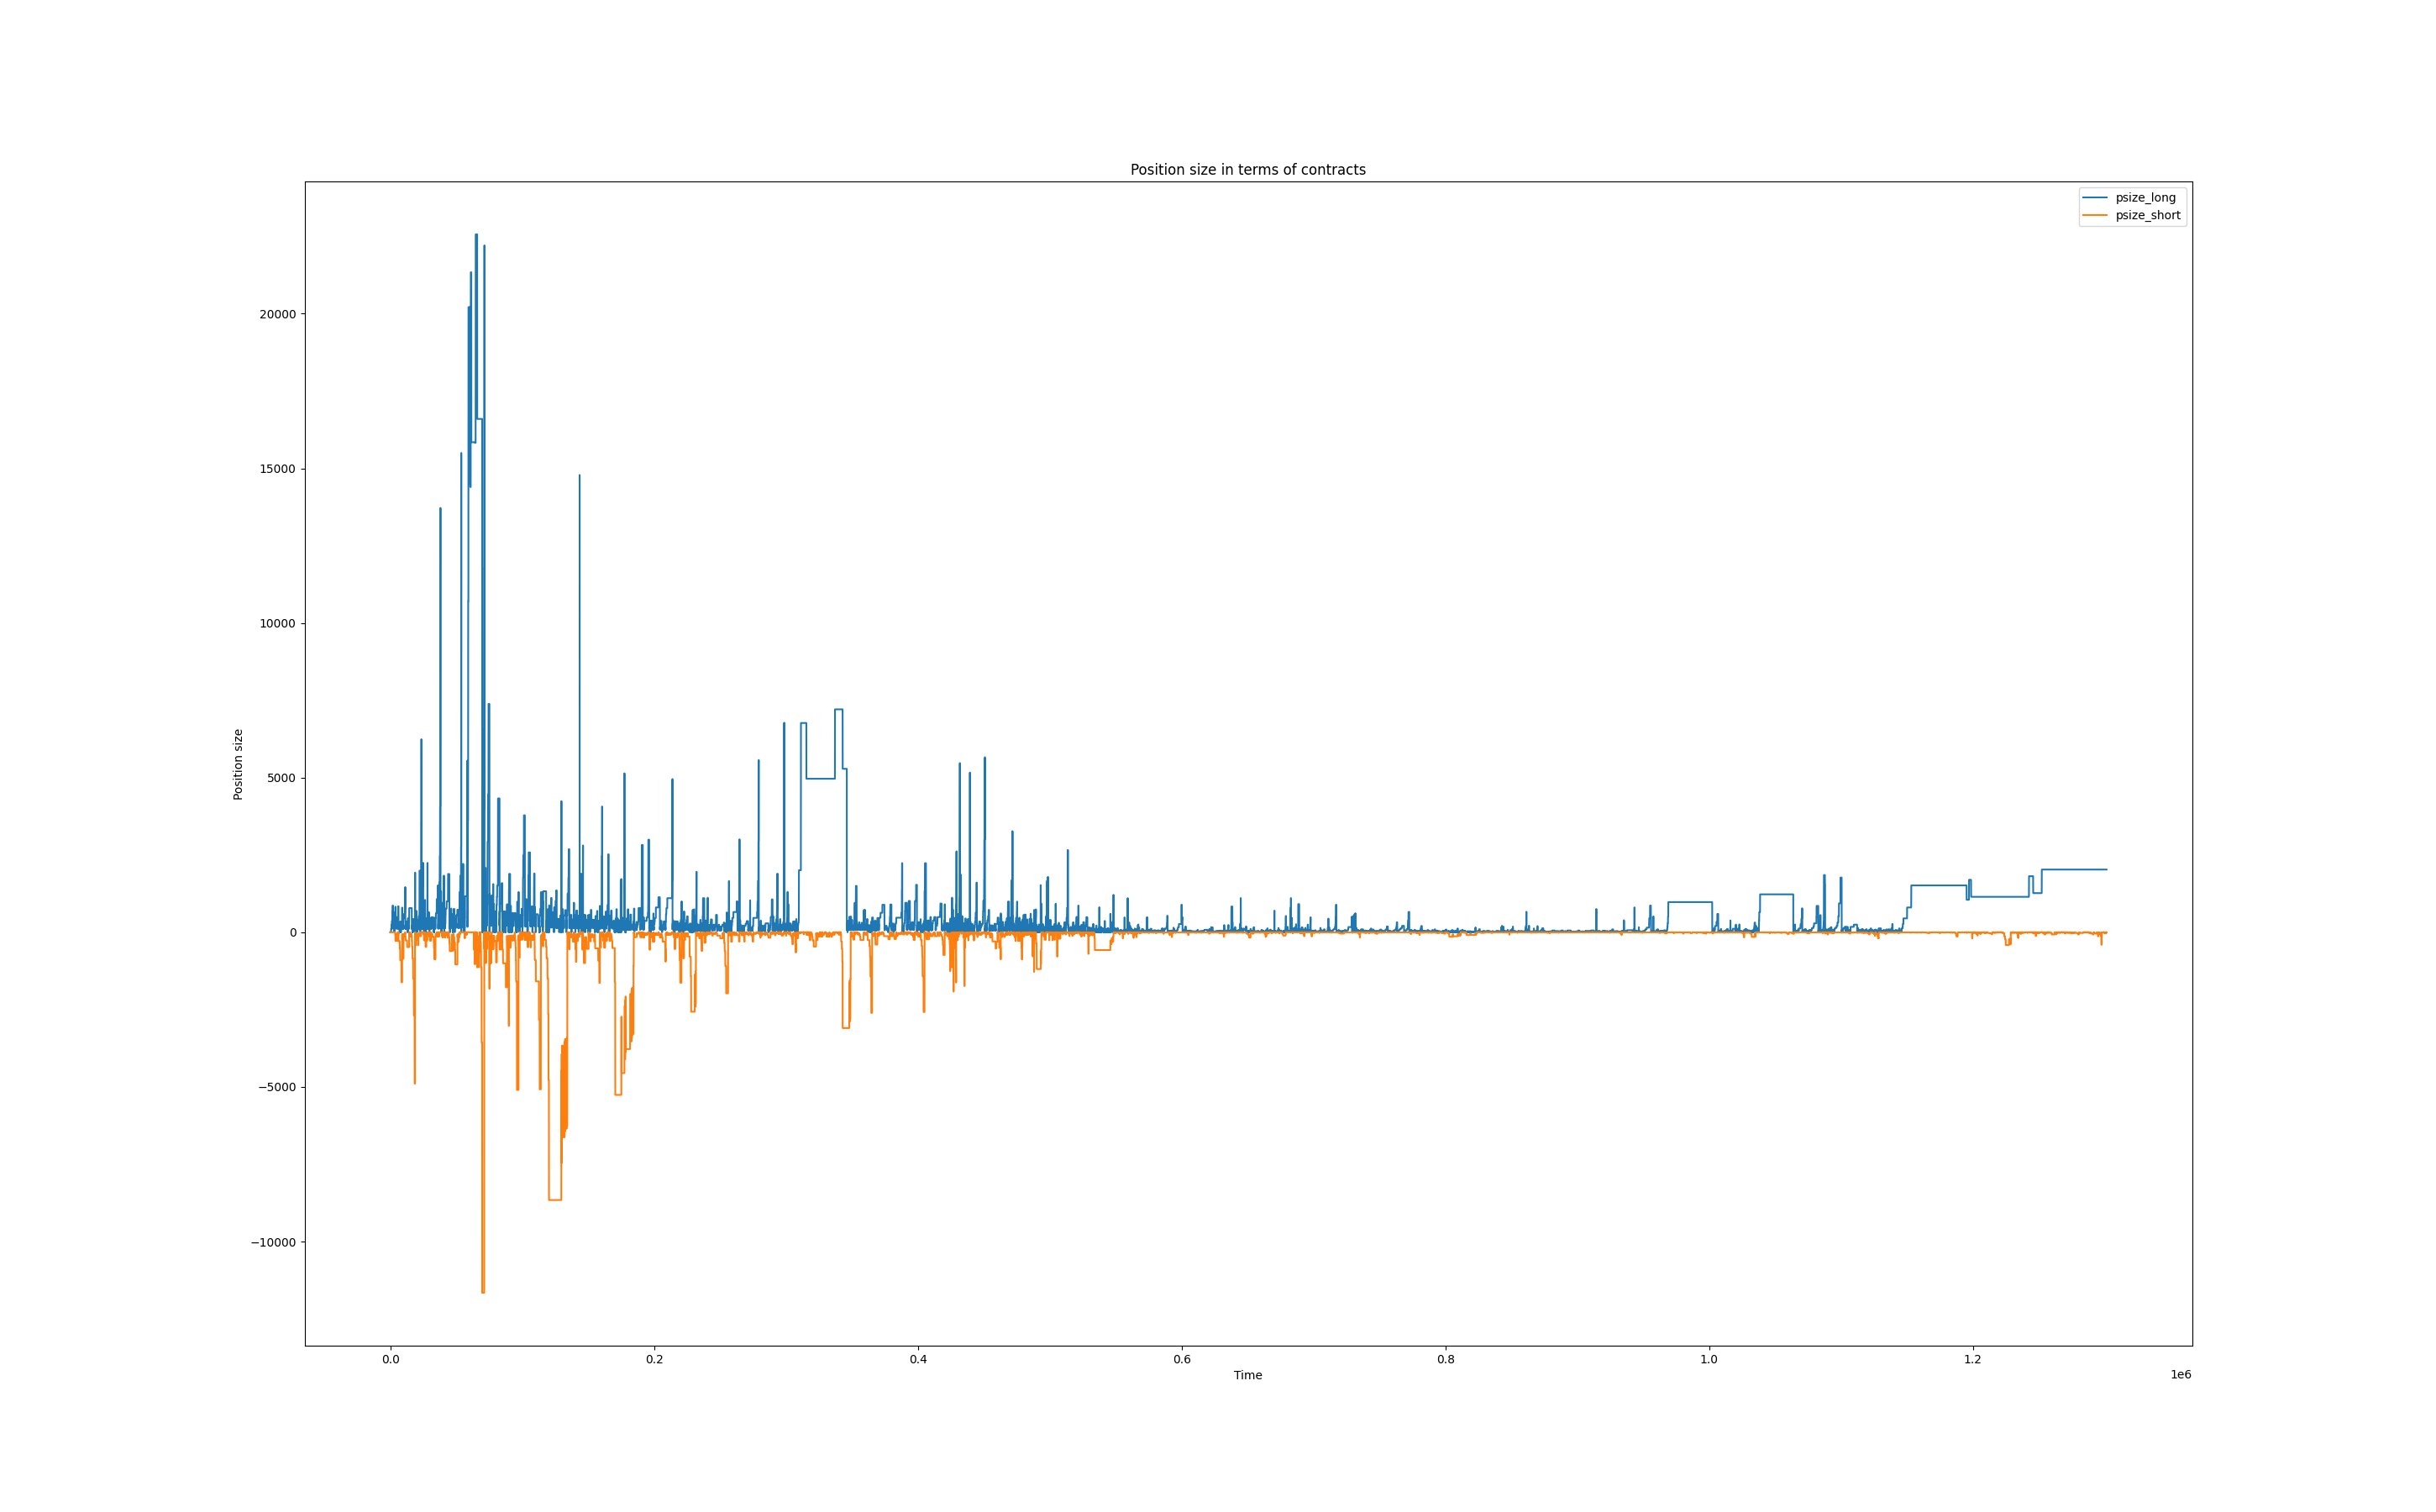 Position size in terms of contracts
psize_long
psize_short
20000
15000
10000
5000
0
−5000
−10000
Position size
0.0 0.2 0.4 0.6 0.8 1.0 1.2
Time
1e6